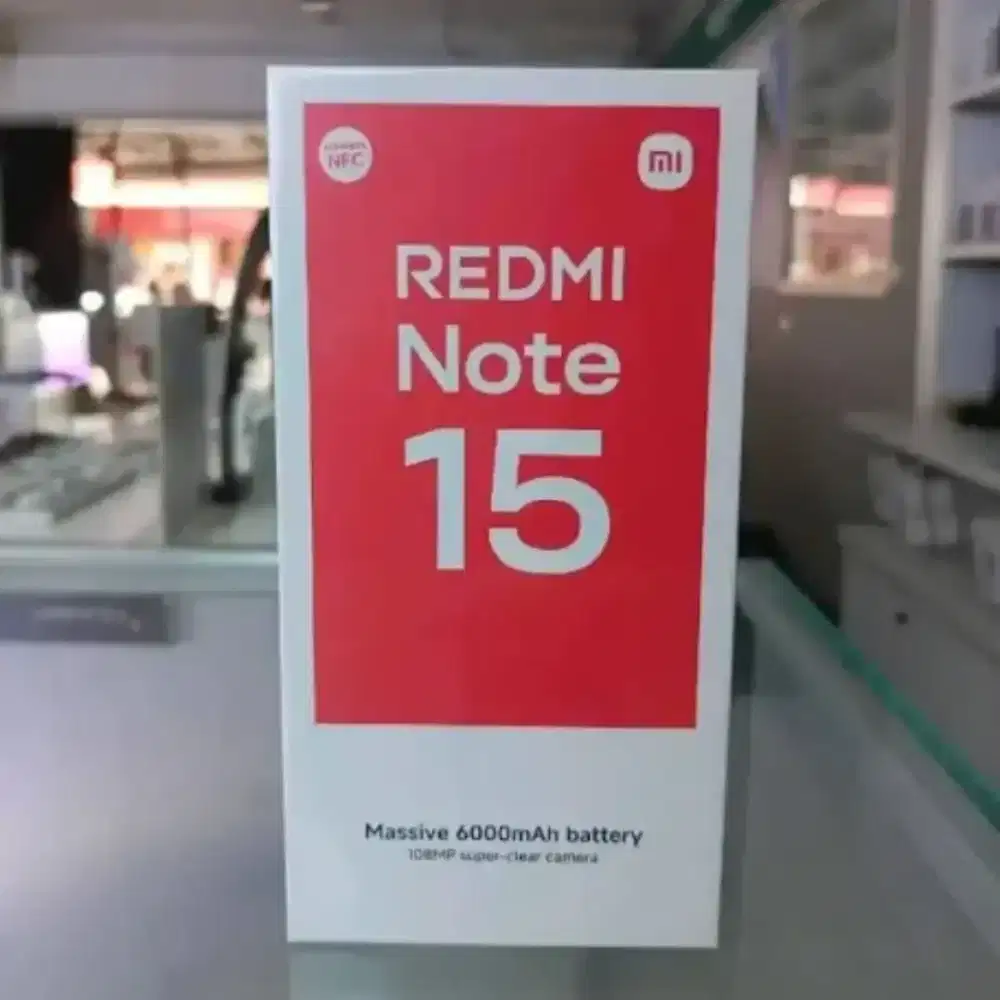 NFC
mi
REDMI
Note
15
Massive 6000mAh battery
108MP super-clear camera